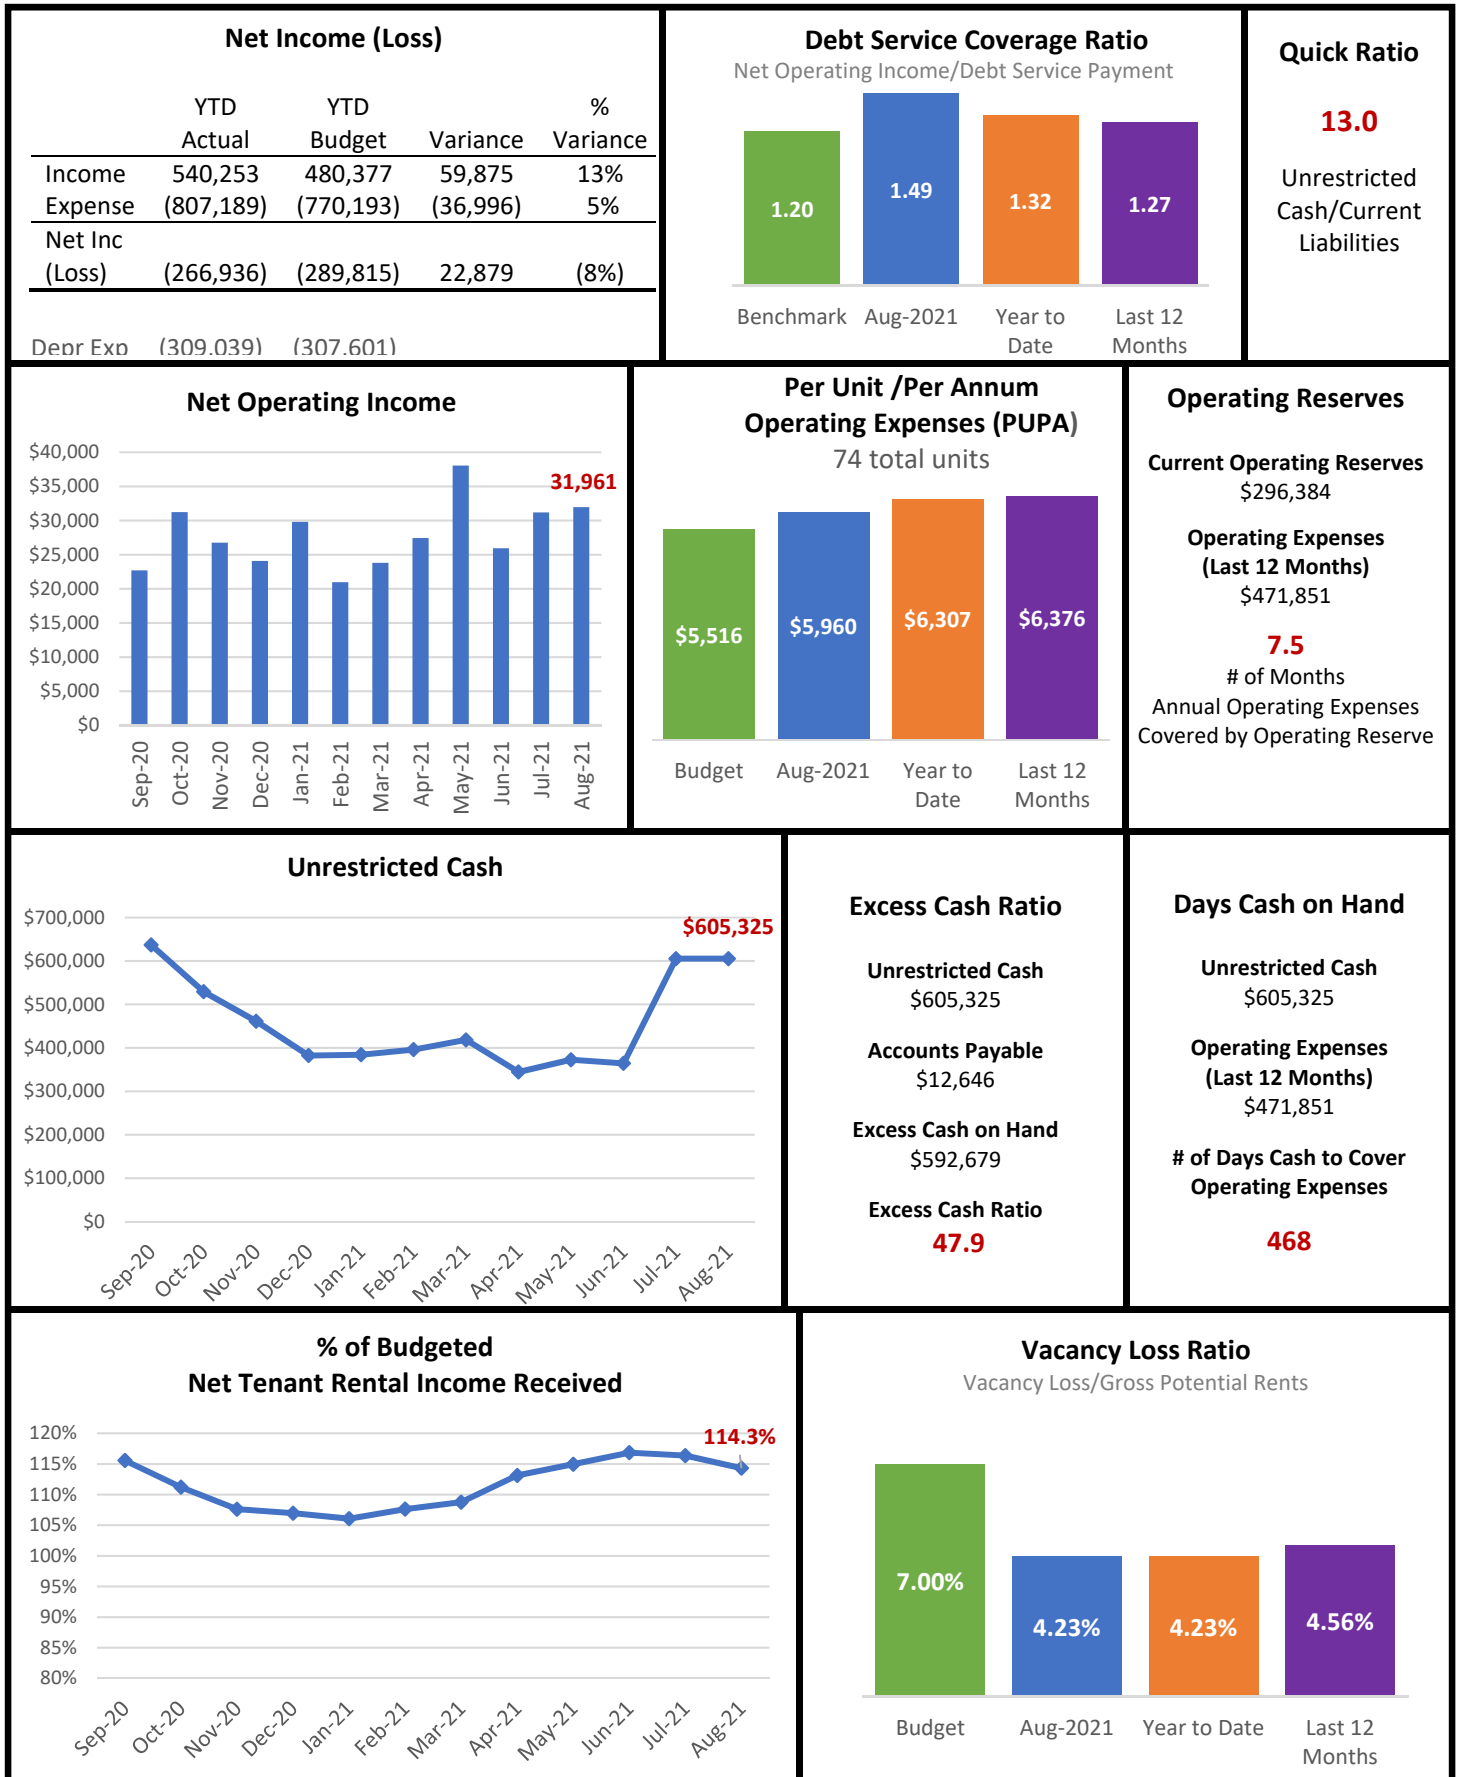 Net Income (Loss)
YTD YTD %
Actual Budget Variance Variance
Income 540,253 480,377 59,875 13%
Expense (807,189) (770,193) (36,996) 5%
Net Inc
(Loss) (266,936) (289,815) 22,879 (8%)
Depr Exp (309,039) (307,601)
Debt Service Coverage Ratio
Net Operating Income/Debt Service Payment
1.20 1.49 1.32 1.27
Benchmark Aug-2021 Year to Last 12
Date Months
Quick Ratio
13.0
Unrestricted
Cash/Current
Liabilities
Net Operating Income
$40,000
$35,000
$30,000
$25,000
$20,000
$15,000
$10,000
$5,000
$0
31,961
Sep-20 Oct-20 Nov-20 Dec-20 Jan-21 Feb-21 Mar-21 Apr-21 May-21 Jun-21 Jul-21 Aug-21
Per Unit /Per Annum
Operating Expenses (PUPA)
74 total units
$5,516 $5,960 $6,307 $6,376
Budget Aug-2021 Year to Last 12
Date Months
Operating Reserves
Current Operating Reserves
$296,384
Operating Expenses
(Last 12 Months)
$471,851
7.5
# of Months
Annual Operating Expenses
Covered by Operating Reserve
Unrestricted Cash
$700,000
$600,000
$500,000
$400,000
$300,000
$200,000
$100,000
$0
$605,325
Sep-20 Oct-20 Nov-20 Dec-20 Jan-21 Feb-21 Mar-21 Apr-21 May-21 Jun-21 Jul-21 Aug-21
Excess Cash Ratio
Unrestricted Cash
$605,325
Accounts Payable
$12,646
Excess Cash on Hand
$592,679
Excess Cash Ratio
47.9
Days Cash on Hand
Unrestricted Cash
$605,325
Operating Expenses
(Last 12 Months)
$471,851
# of Days Cash to Cover
Operating Expenses
468
% of Budgeted
Net Tenant Rental Income Received
120%
115%
110%
105%
100%
95%
90%
85%
80%
114.3%
Sep-20 Oct-20 Nov-20 Dec-20 Jan-21 Feb-21 Mar-21 Apr-21 May-21 Jun-21 Jul-21 Aug-21
Vacancy Loss Ratio
Vacancy Loss/Gross Potential Rents
7.00% 4.23% 4.23% 4.56%
Budget Aug-2021 Year to Date Last 12
Months